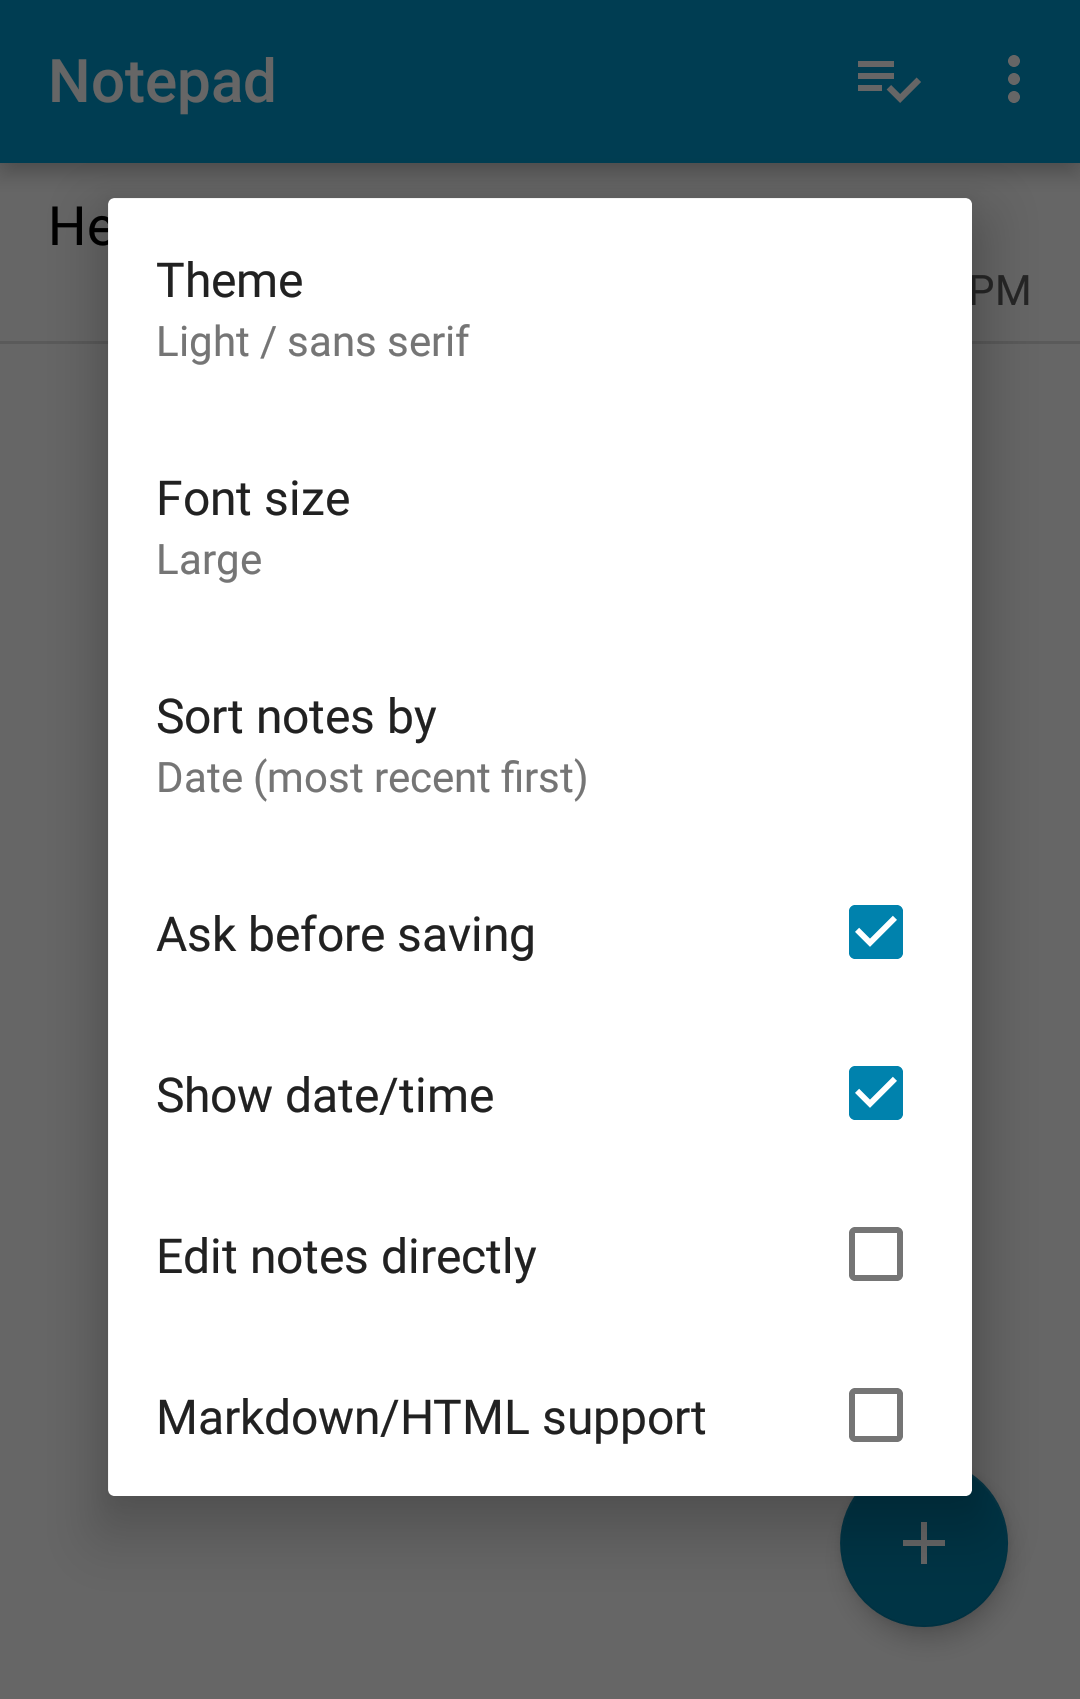 Notepad
He
PM
Theme
Light / sans serif
Font size
Large
Sort notes by
Date (most recent first)
Ask before saving
Show date/time
Edit notes directly
Markdown/HTML support